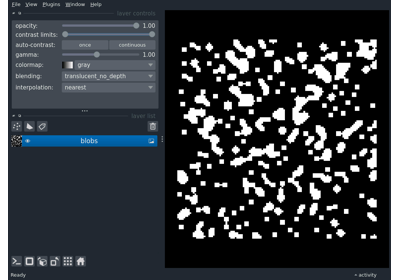 File View Plugins Window Help
layer controls
opacity: 1.00
contrast limits:
auto-contrast: once continuous
gamma: 1.00
colormap: gray
blending: translucent_no_depth
interpolation: nearest
layer list
blobs
Ready activity